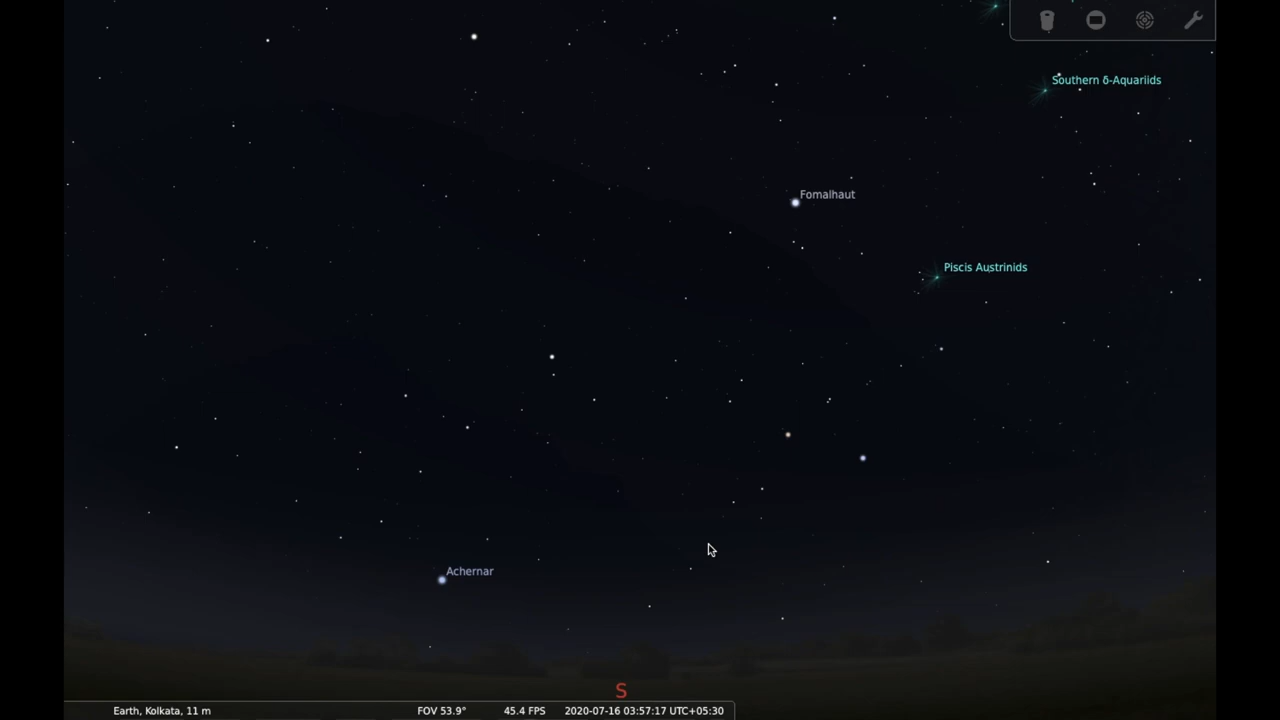 Southern δ-Aquariids
Fomalhaut
Piscis Austrinids
Achernar
S
Earth, Kolkata, 11 m
FOV 53.9°
45.4 FPS
2020-07-16 03:57:17 UTC+05:30